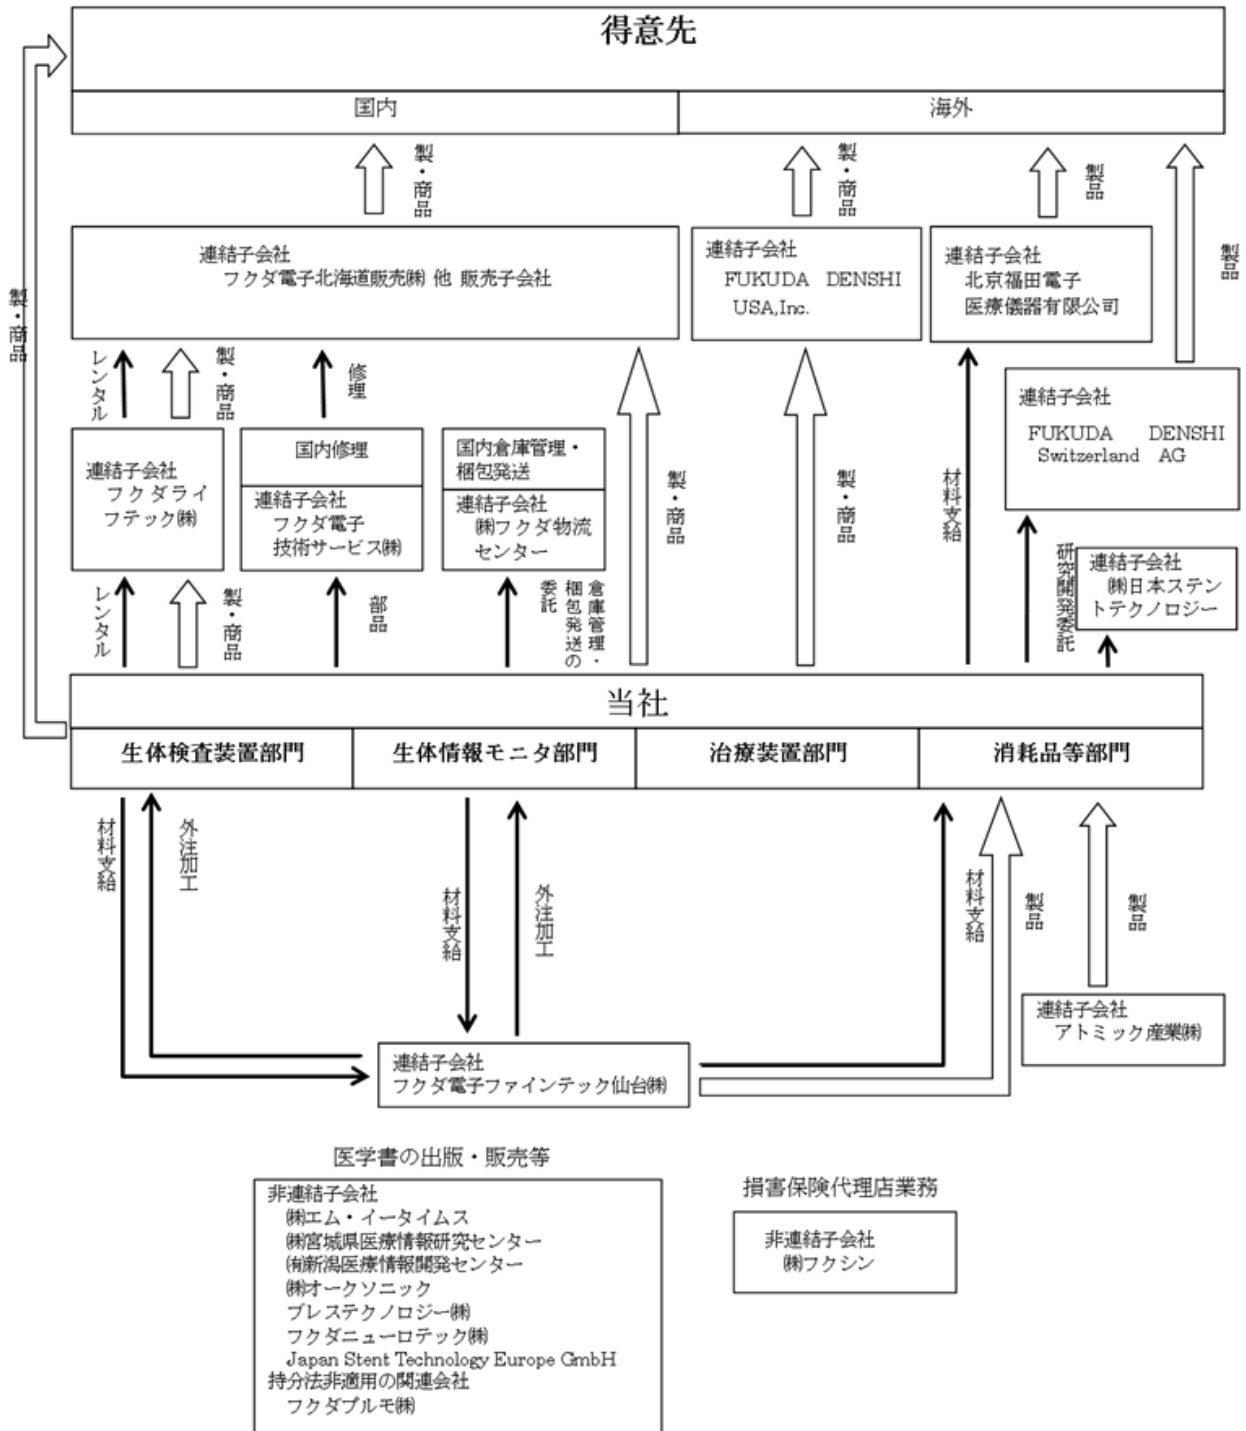 得意先
国内
海外
製・商品
製・商品
製品
製品
製・商品
連結子会社
フクダ電子北海道販売㈱ 他 販売子会社
連結子会社
FUKUDA DENSHI
USA,Inc.
連結子会社
北京福田電子
医療儀器有限公司
レンタル
製・商品
修理
連結子会社
FUKUDA DENSHI
Switzerland AG
連結子会社
フクダライ
フテック㈱
国内修理
連結子会社
フクダ電子
技術サービス㈱
国内倉庫管理・
梱包発送
連結子会社
㈱フクダ物流
センター
製・商品
製・商品
材料支給
研究開発委託
連結子会社
㈱日本ステン
トテクノロジー
レンタル
製・商品
部品
倉庫管理・
梱包発送の
委託
当社
生体検査装置部門
生体情報モニタ部門
治療装置部門
消耗品等部門
材料支給
外注加工
材料支給
外注加工
材料支給
製品
製品
連結子会社
アトミック産業㈱
連結子会社
フクダ電子ファインテック仙台㈱
医学書の出版・販売等
非連結子会社
㈱エム・イータイムス
㈱宮城県医療情報研究センター
㈲新潟医療情報開発センター
㈱オークソニック
ブレステクノロジー㈱
フクダニューロテック㈱
Japan Stent Technology Europe GmbH
持分法非適用の関連会社
フクダプルモ㈱
損害保険代理店業務
非連結子会社
㈱フクシン